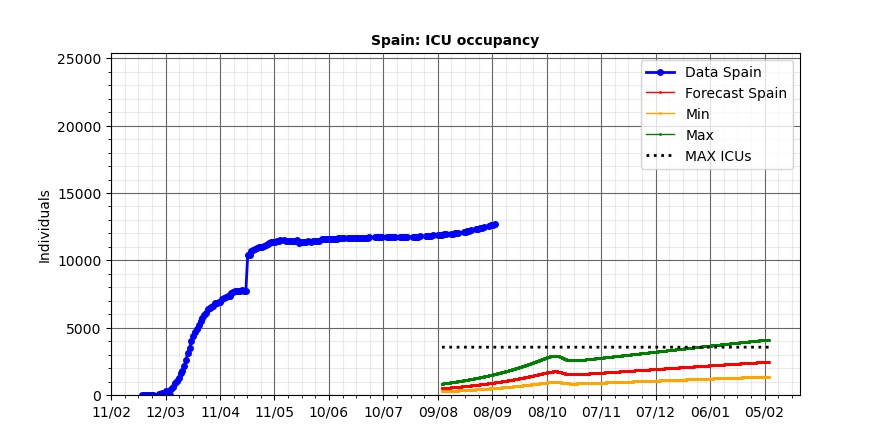 Spain: ICU occupancy
25000
20000
15000
10000
5000
0
Individuals
Data Spain
Forecast Spain
Min
Max
MAX ICUs
11/02 12/03 11/04 11/05 10/06 10/07 09/08 08/09 08/10 07/11 07/12 06/01 05/02